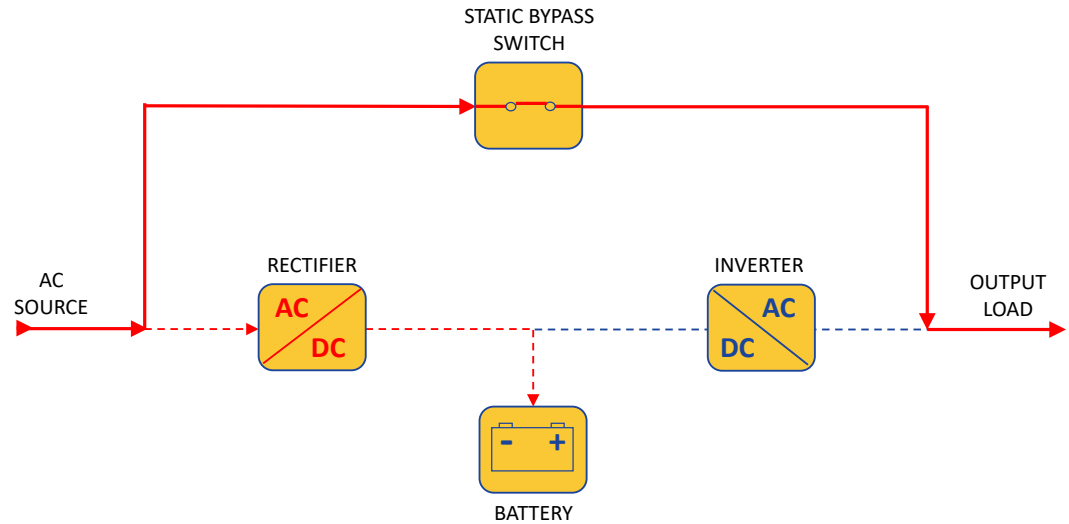 STATIC BYPASS
SWITCH
AC
SOURCE
RECTIFIER
AC
DC
INVERTER
AC
DC
OUTPUT
LOAD
- +
BATTERY